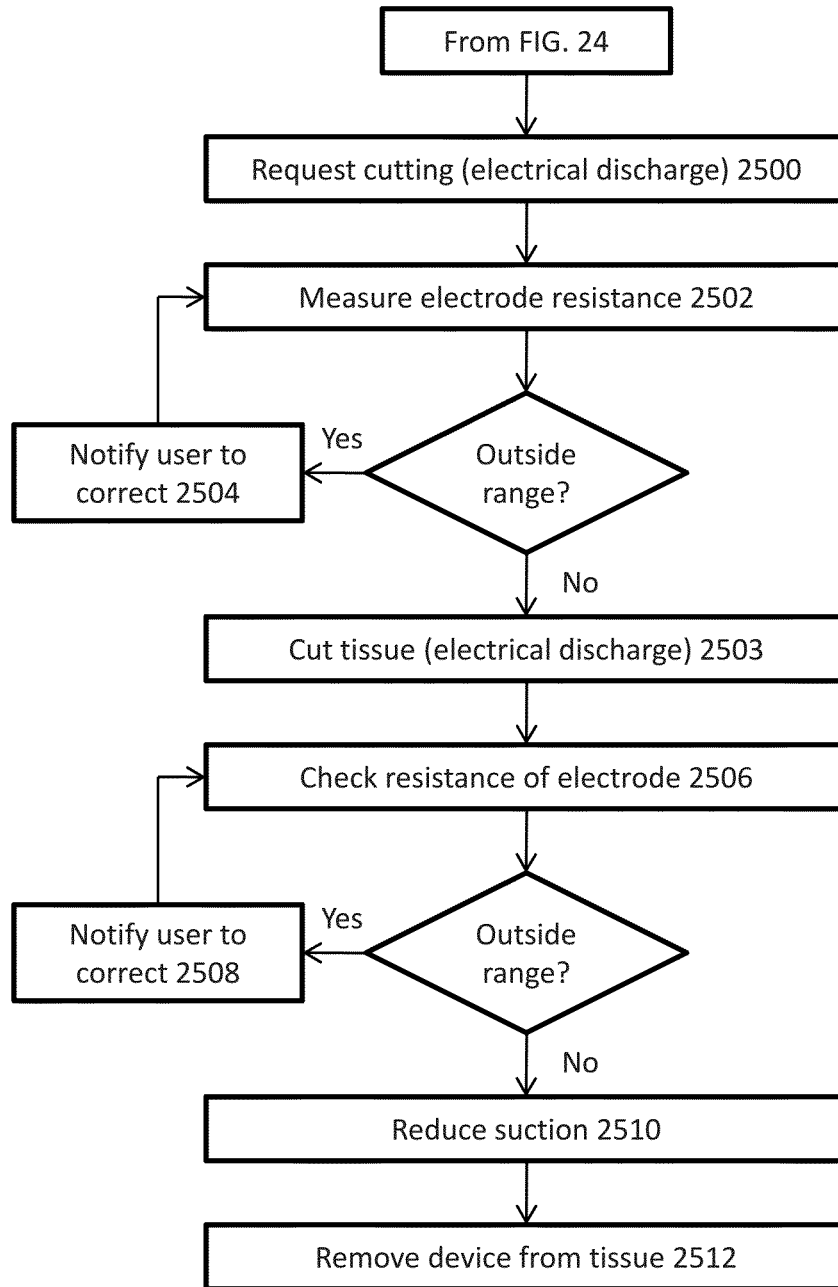 From FIG. 24
Request cutting (electrical discharge) 2500
Measure electrode resistance 2502
Notify user to
correct 2504
Yes
Outside
range?
No
Cut tissue (electrical discharge) 2503
Check resistance of electrode 2506
Notify user to
correct 2508
Yes
Outside
range?
No
Reduce suction 2510
Remove device from tissue 2512